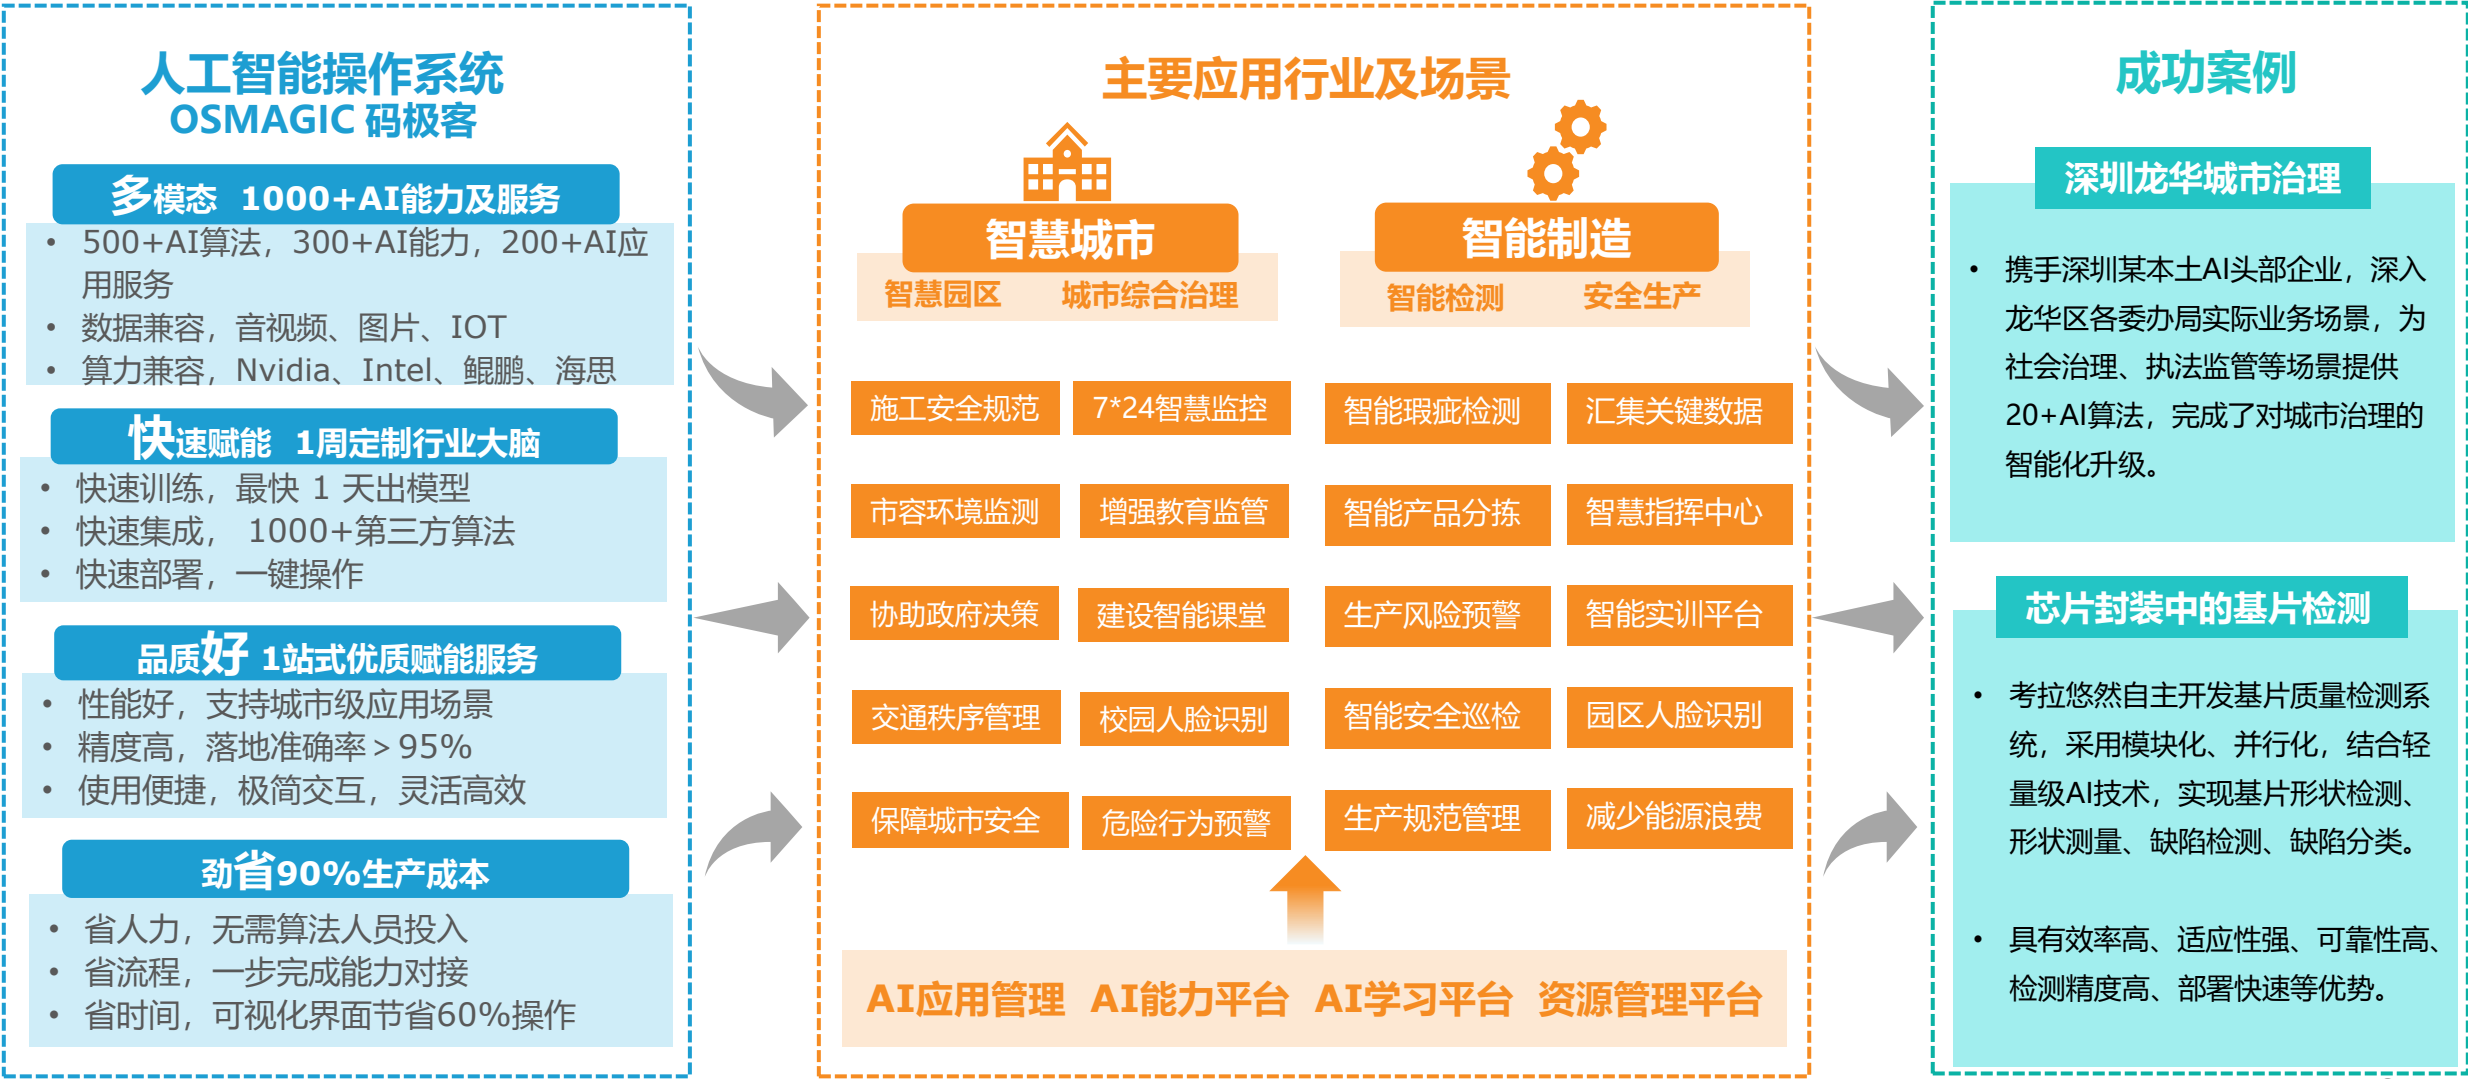 人工智能操作系统
OSMAGIC 码极客
多模态 1000+AI能力及服务
• 500+AI算法，300+AI能力，200+AI应
用服务
• 数据兼容，音视频、图片、IOT
• 算力兼容，Nvidia、Intel、鲲鹏、海思
快速赋能 1周定制行业大脑
• 快速训练，最快 1 天出模型
• 快速集成， 1000+第三方算法
• 快速部署，一键操作
品质好 1站式优质赋能服务
• 性能好，支持城市级应用场景
• 精度高，落地准确率＞95%
• 使用便捷，极简交互，灵活高效
劲省90%生产成本
• 省人力，无需算法人员投入
• 省流程，一步完成能力对接
• 省时间，可视化界面节省60%操作
主要应用行业及场景
智慧城市
智慧园区 城市综合治理
智能制造
智能检测 安全生产
施工安全规范 7*24智慧监控 智能瑕疵检测 汇集关键数据
市容环境监测 增强教育监管 智能产品分拣 智慧指挥中心
协助政府决策 建设智能课堂 生产风险预警 智能实训平台
交通秩序管理 校园人脸识别 智能安全巡检 园区人脸识别
保障城市安全 危险行为预警 生产规范管理 减少能源浪费
AI应用管理 AI能力平台 AI学习平台 资源管理平台
成功案例
深圳龙华城市治理
• 携手深圳某本土AI头部企业，深入
龙华区各委办局实际业务场景，为
社会治理、执法监管等场景提供
20+AI算法，完成了对城市治理的
智能化升级。
芯片封装中的基片检测
• 考拉悠然自主开发基片质量检测系
统，采用模块化、并行化，结合轻
量级AI技术，实现基片形状检测、
形状测量、缺陷检测、缺陷分类。
• 具有效率高、适应性强、可靠性高、
检测精度高、部署快速等优势。